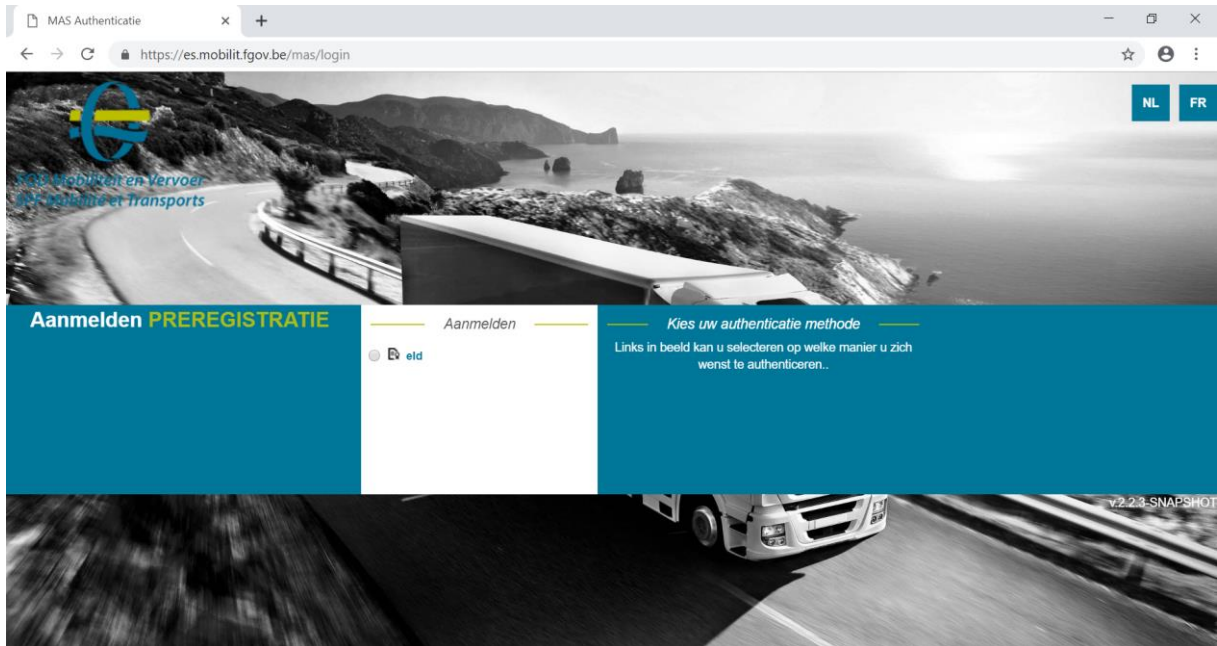 MAS Authenticatie
https://es.mobilit.fgov.be/mas/login
NL FR
FOD Mobiliteit en Vervoer
SPF Mobilité et Transports
Aanmelden PREREGISTRATIE
Aanmelden
eId
Kies uw authenticatie methode
Links in beeld kan u selecteren op welke manier u zich
wenst te authenticeren..
v.2.2.3-SNAPSHOT